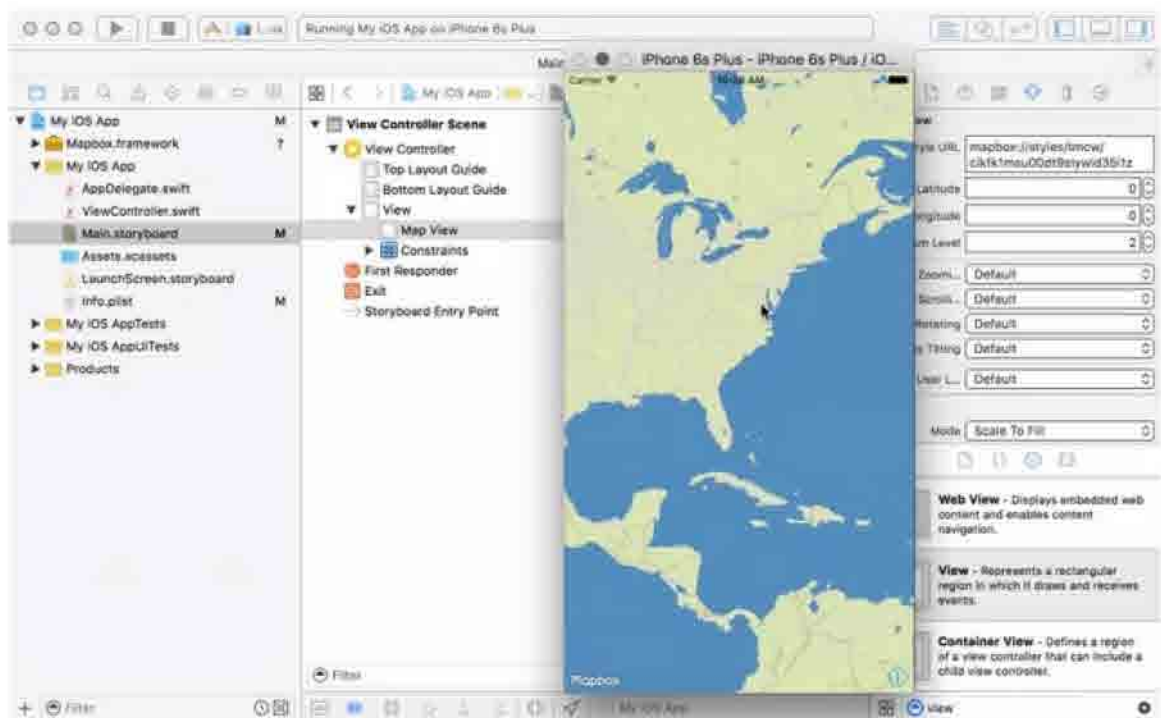 Running My iOS App on iPhone 6s Plus
Main
iPhone 6s Plus - iPhone 6s Plus / iO...
My iOS App
My iOS App M
Mapbox.framework ?
My iOS App
AppDelegate.swift
ViewController.swift
Main.storyboard M
Assets.xcassets
LaunchScreen.storyboard
Info.plist M
My iOS AppTests
My iOS AppUITests
Products
Filter
View Controller Scene
View Controller
Top Layout Guide
Bottom Layout Guide
View
Map View
Constraints
First Responder
Exit
Storyboard Entry Point
Filter
Carrier
AM
Mapbox
My iOS App
mapbox://styles/tmcw/
Latitude 0
0
Level 2
Default
Default
Rotating Default
Tilting Default
Default
Mode Scale To Fill
Web View - Displays embedded web
content and enables content
navigation.
View - Represents a rectangular
region in which it draws and receives
events.
Container View - Defines a region
of a view controller that can include a
child view controller.
view